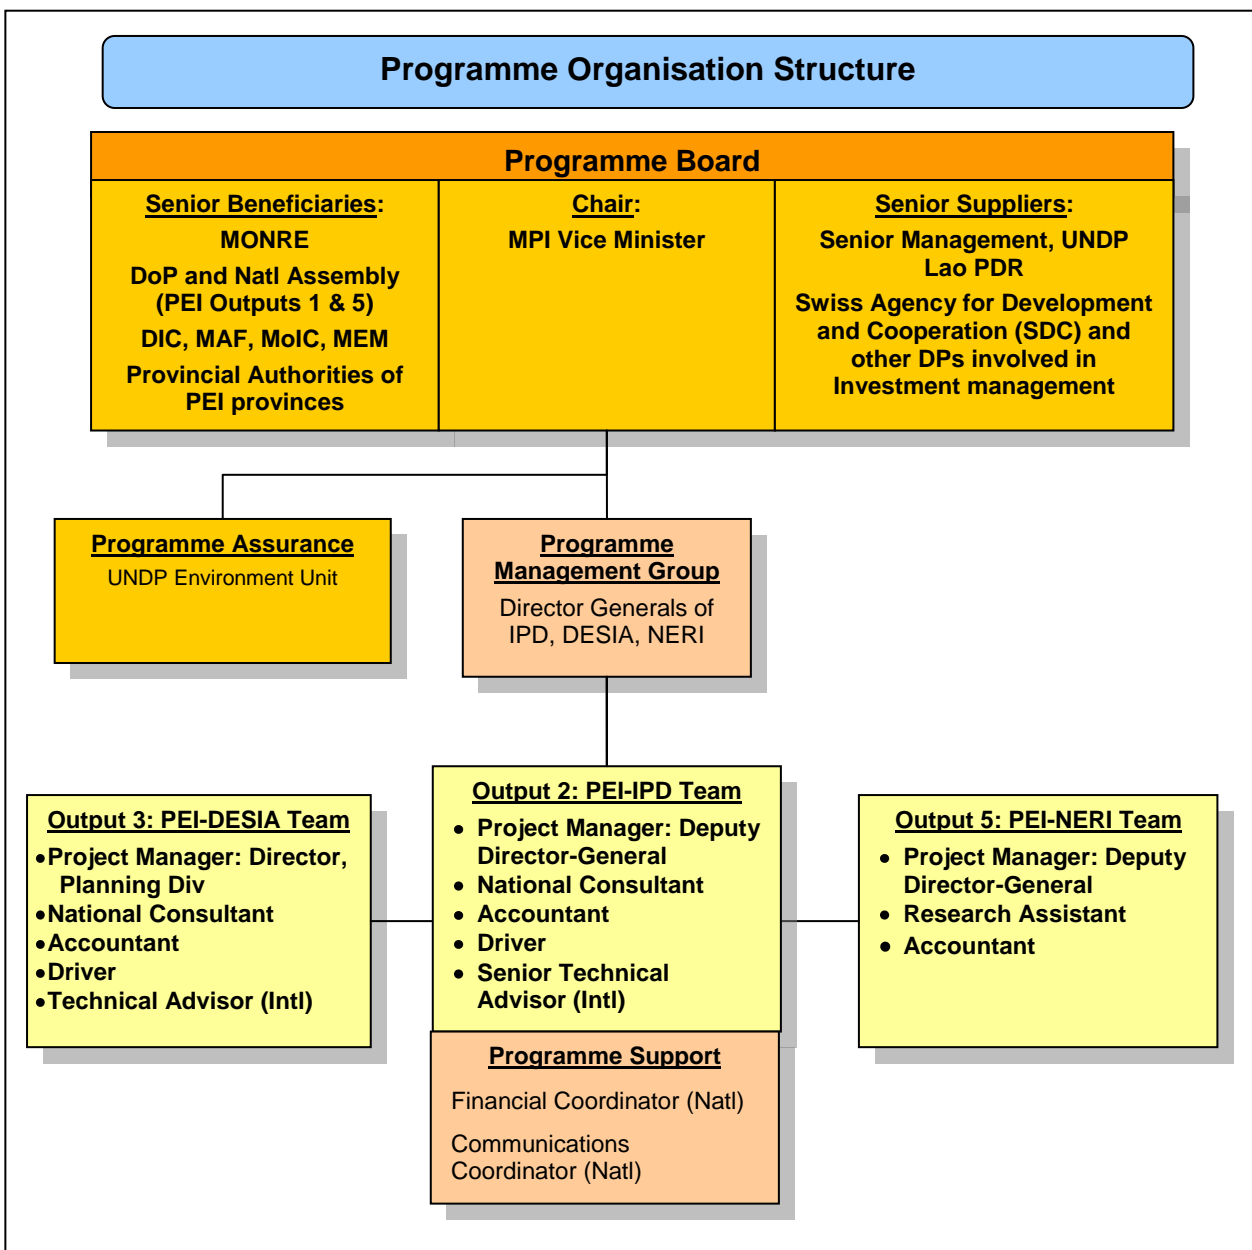 Programme Organisation Structure
Programme Board
Senior Beneficiaries:
MONRE
DoP and Natl Assembly
(PEI Outputs 1 & 5)
DIC, MAF, MoIC, MEM
Provincial Authorities of
PEI provinces
Chair:
MPI Vice Minister
Senior Suppliers:
Senior Management, UNDP
Lao PDR
Swiss Agency for Development
and Cooperation (SDC) and
other DPs involved in
Investment management
Programme Assurance
UNDP Environment Unit
Programme
Management Group
Director Generals of
IPD, DESIA, NERI
Output 3: PEI-DESIA Team
•Project Manager: Director,
Planning Div
•National Consultant
•Accountant
•Driver
•Technical Advisor (Intl)
Output 2: PEI-IPD Team
• Project Manager: Deputy
Director-General
• National Consultant
• Accountant
• Driver
• Senior Technical
Advisor (Intl)
Output 5: PEI-NERI Team
• Project Manager: Deputy
Director-General
• Research Assistant
• Accountant
Programme Support
Financial Coordinator (Natl)
Communications
Coordinator (Natl)